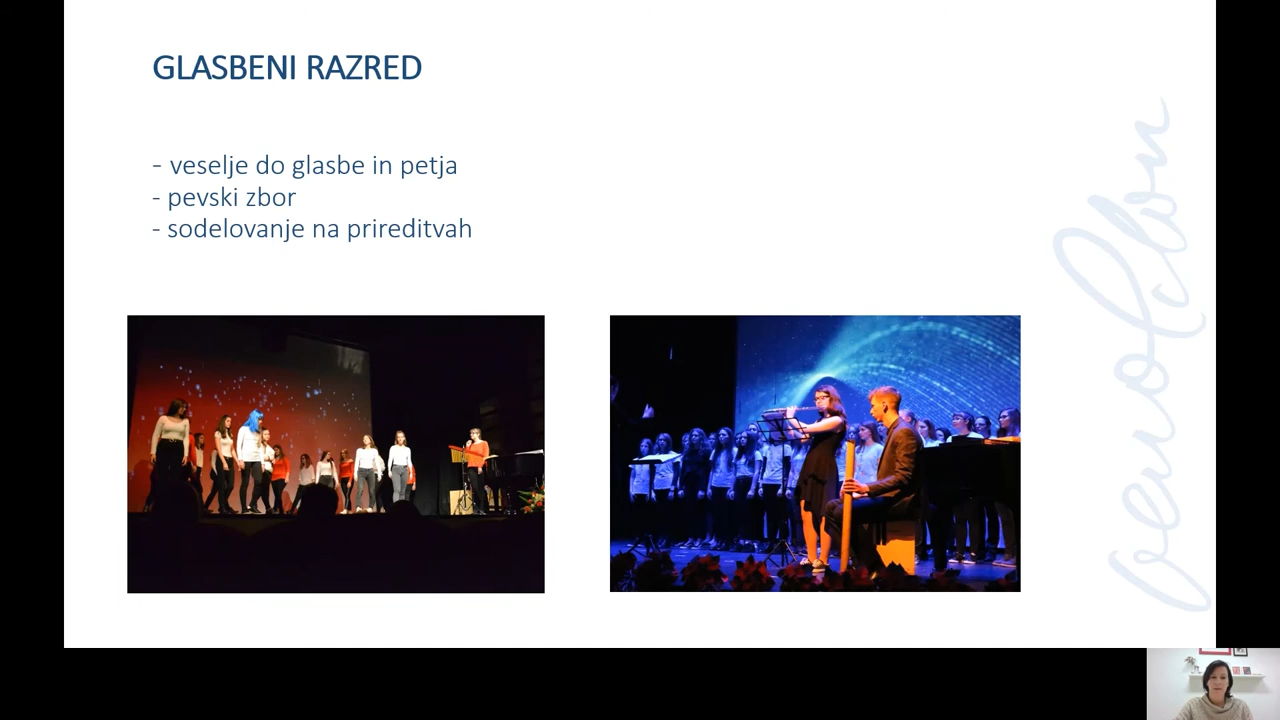 GLASBENI RAZRED
- veselje do glasbe in petja
- pevski zbor
- sodelovanje na prireditvah